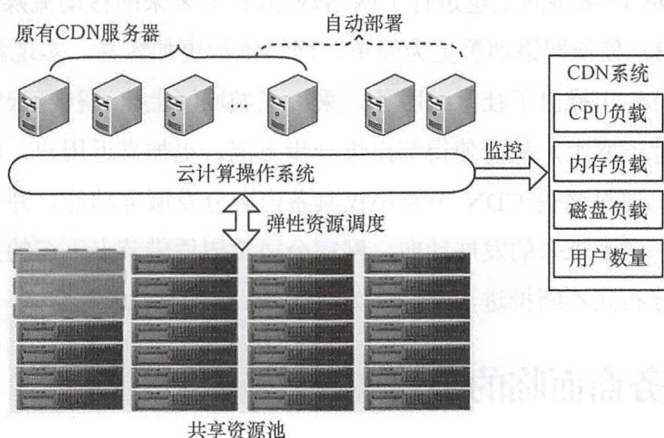 原有CDN服务器
自动部署
...
云计算操作系统
监控
弹性资源调度
共享资源池
CDN系统
CPU负载
内存负载
磁盘负载
用户数量